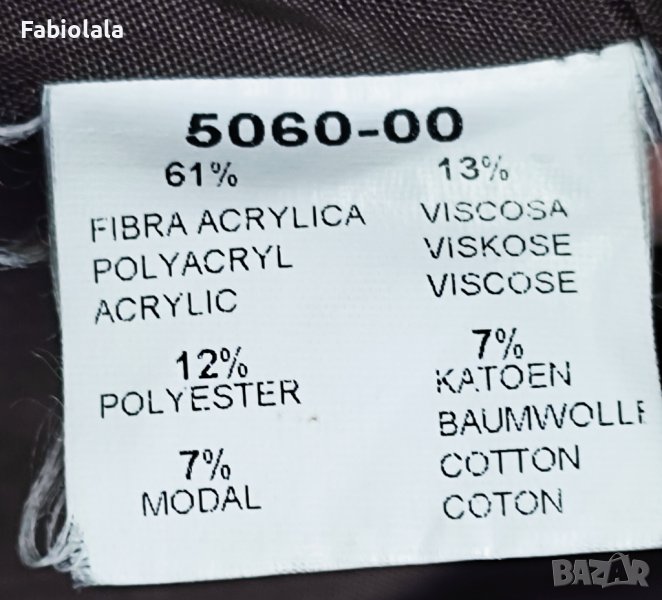 Fabiolala
5060-00
61%
FIBRA ACRYLICA
POLYACRYL
ACRYLIC
12%
POLYESTER
7%
MODAL
13%
VISCOSA
VISKOSE
VISCOSE
7%
KATOEN
BAUMWOLLE
COTTON
COTON
BAZAR